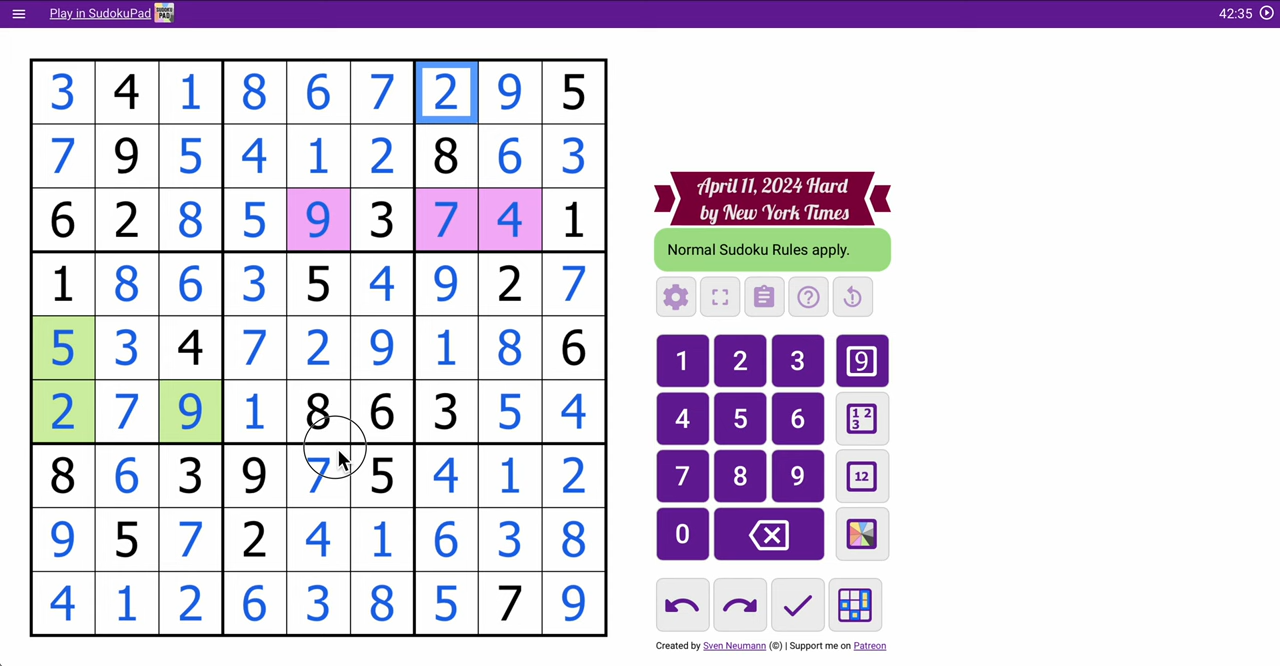 Play in SudokuPad SUDOKU PAD 42:35
3 4 1 8 6 7 2 9 5
7 9 5 4 1 2 8 6 3
6 2 8 5 9 3 7 4 1
1 8 6 3 5 4 9 2 7
5 3 4 7 2 9 1 8 6
2 7 9 1 8 6 3 5 4
8 6 3 9 7 5 4 1 2
9 5 7 2 4 1 6 3 8
4 1 2 6 3 8 5 7 9
April 11, 2024 Hard
by New York Times
Normal Sudoku Rules apply.
?
1 2 3 9
4 5 6 1 2 3
7 8 9 12
0
Created by Sven Neumann (©) | Support me on Patreon